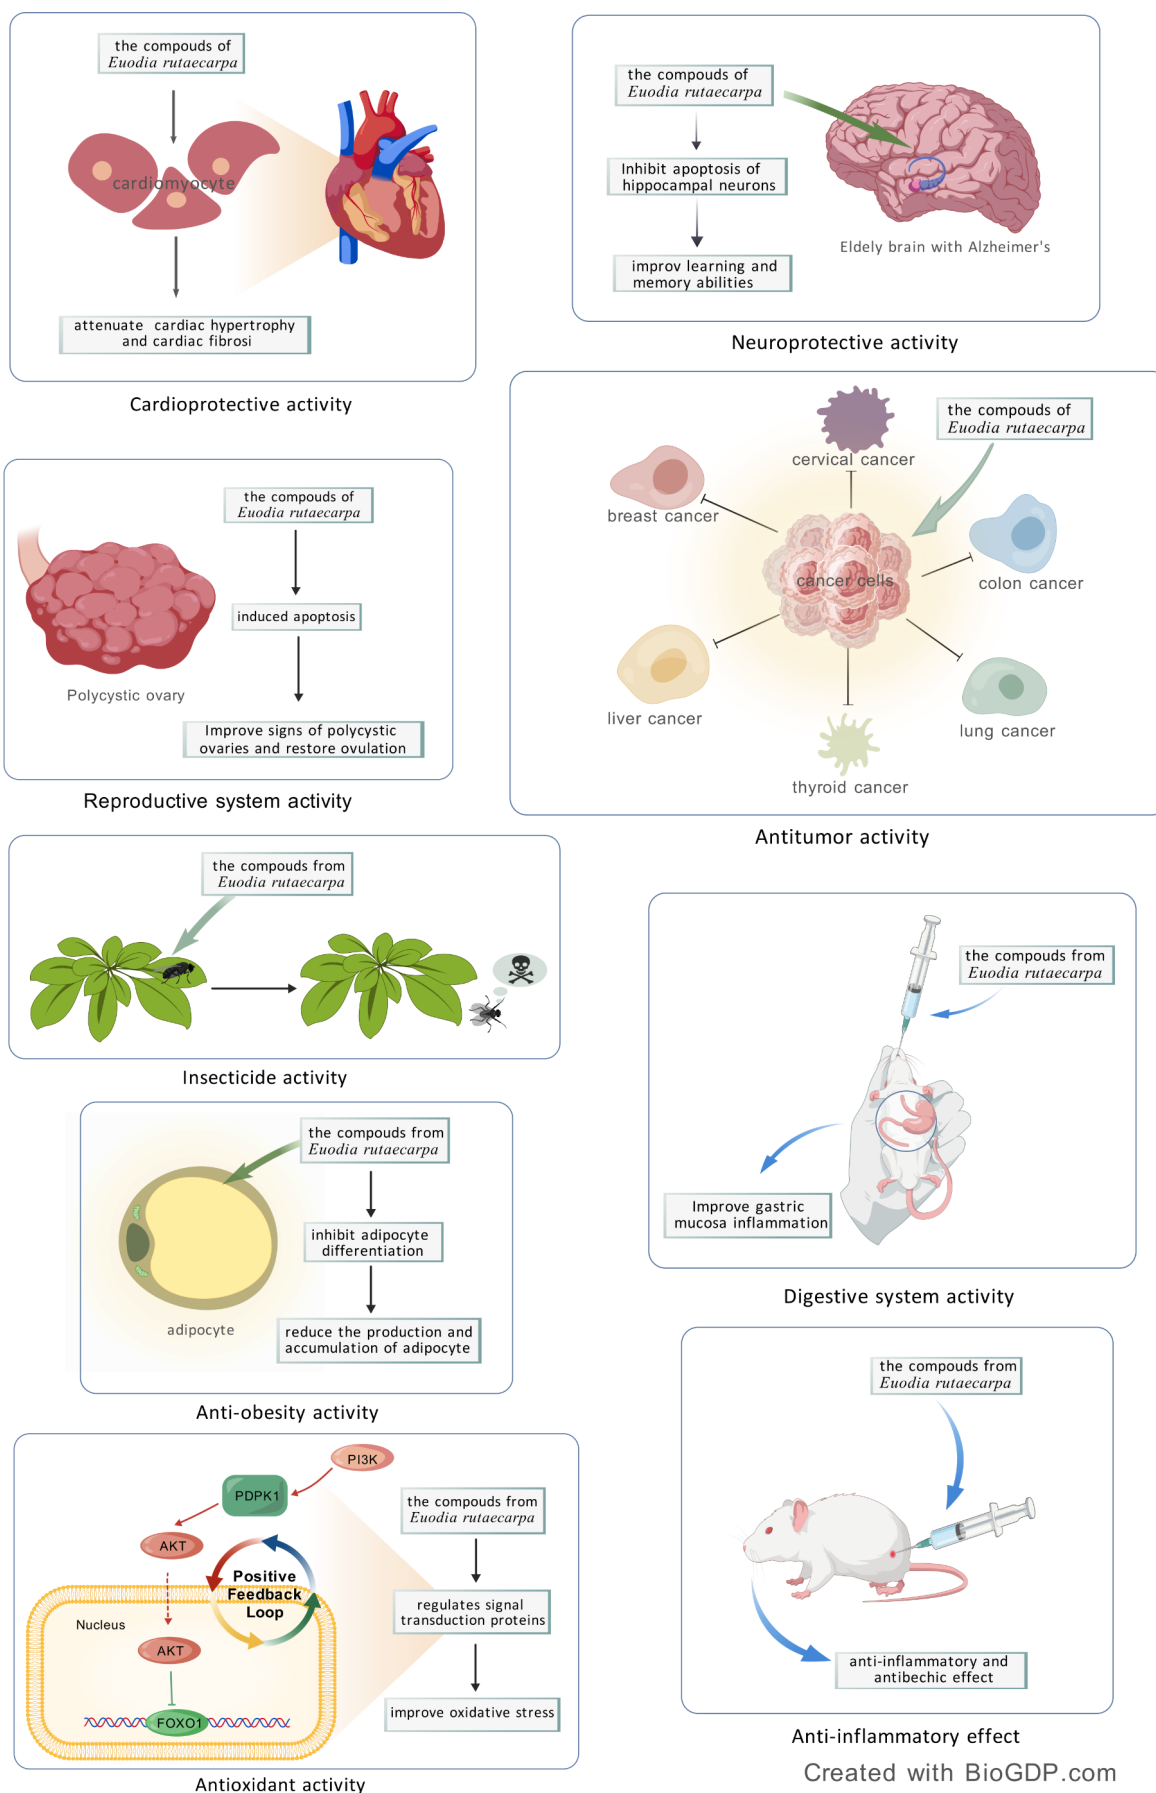 the compouds of
Euodia rutaecarpa
cardiomyocyte
attenuate cardiac hypertrophy
and cardiac fibrosi
Cardioprotective activity
the compouds of
Euodia rutaecarpa
Inhibit apoptosis of
hippocampal neurons
improv learning and
memory abilities
Eldely brain with Alzheimer's
Neuroprotective activity
the compouds of
Euodia rutaecarpa
induced apoptosis
Polycystic ovary
Improve signs of polycystic
ovaries and restore ovulation
Reproductive system activity
cervical cancer
the compouds of
Euodia rutaecarpa
breast cancer
cancer cells
colon cancer
liver cancer
lung cancer
thyroid cancer
Antitumor activity
the compouds from
Euodia rutaecarpa
Insecticide activity
the compouds from
Euodia rutaecarpa
Improve gastric
mucosa inflammation
Digestive system activity
the compouds from
Euodia rutaecarpa
inhibit adipocyte
differentiation
adipocyte
reduce the production and
accumulation of adipocyte
Anti-obesity activity
the compouds from
Euodia rutaecarpa
anti-inflammatory and
antibechic effect
Anti-inflammatory effect
PI3K
PDPK1
AKT
Positive
Feedback
Loop
Nucleus
AKT
FOXO1
the compouds from
Euodia rutaecarpa
regulates signal
transduction proteins
improve oxidative stress
Antioxidant activity
Created with BioGDP.com